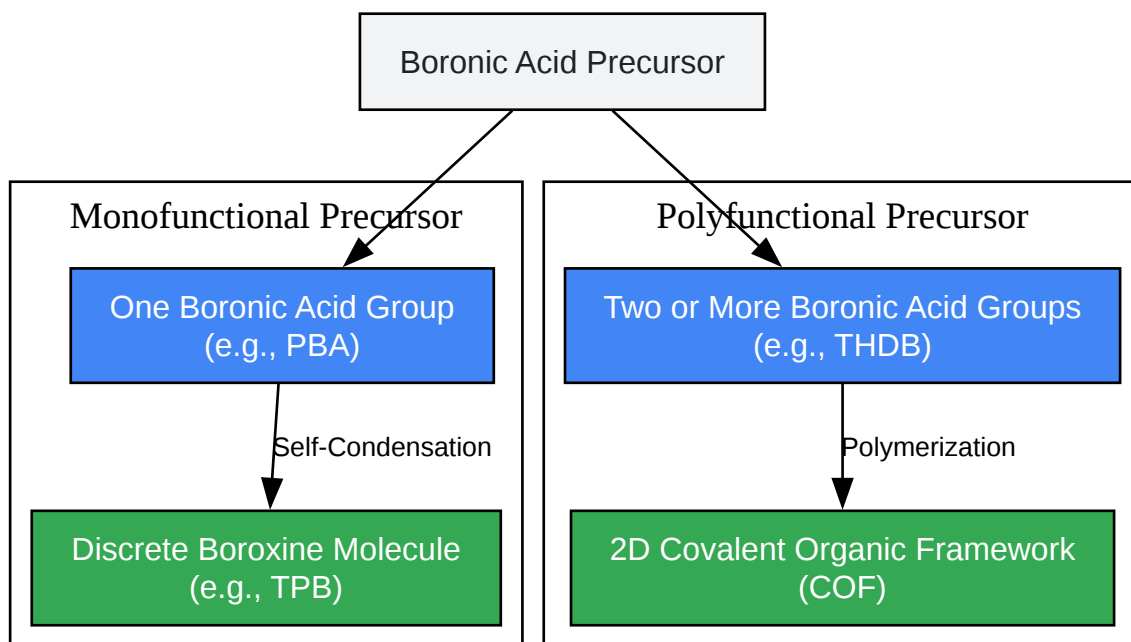 Boronic Acid Precursor
Monofunctional Precursor
One Boronic Acid Group
(e.g., PBA)
Self-Condensation
Discrete Boroxine Molecule
(e.g., TPB)
Polyfunctional Precursor
Two or More Boronic Acid Groups
(e.g., THDB)
Polymerization
2D Covalent Organic Framework
(COF)